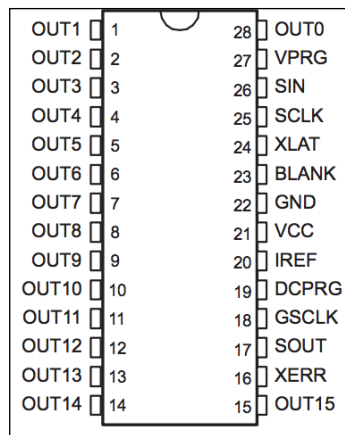 OUT1 1 28 OUT0
OUT2 2 27 VPRG
OUT3 3 26 SIN
OUT4 4 25 SCLK
OUT5 5 24 XLAT
OUT6 6 23 BLANK
OUT7 7 22 GND
OUT8 8 21 VCC
OUT9 9 20 IREF
OUT10 10 19 DCPRG
OUT11 11 18 GSCLK
OUT12 12 17 SOUT
OUT13 13 16 XERR
OUT14 14 15 OUT15